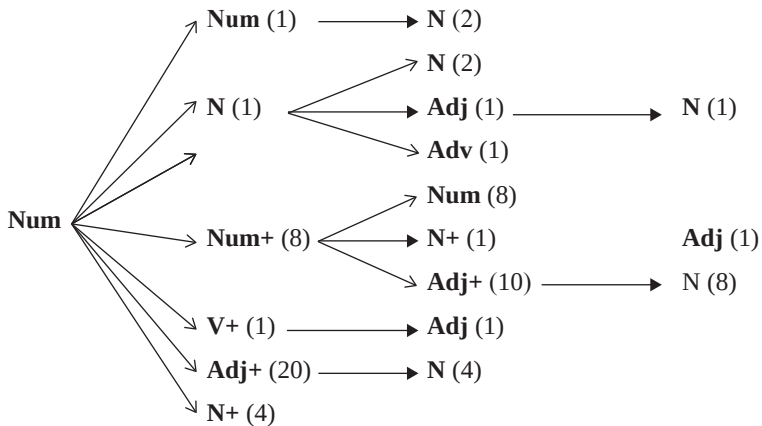 Num (1) N (2)
N (2)
N (1) Adj (1) N (1)
Adv (1)
Num (8)
Num
Num+ (8) N+ (1) Adj (1)
Adj+ (10) N (8)
V+ (1) Adj (1)
Adj+ (20) N (4)
N+ (4)